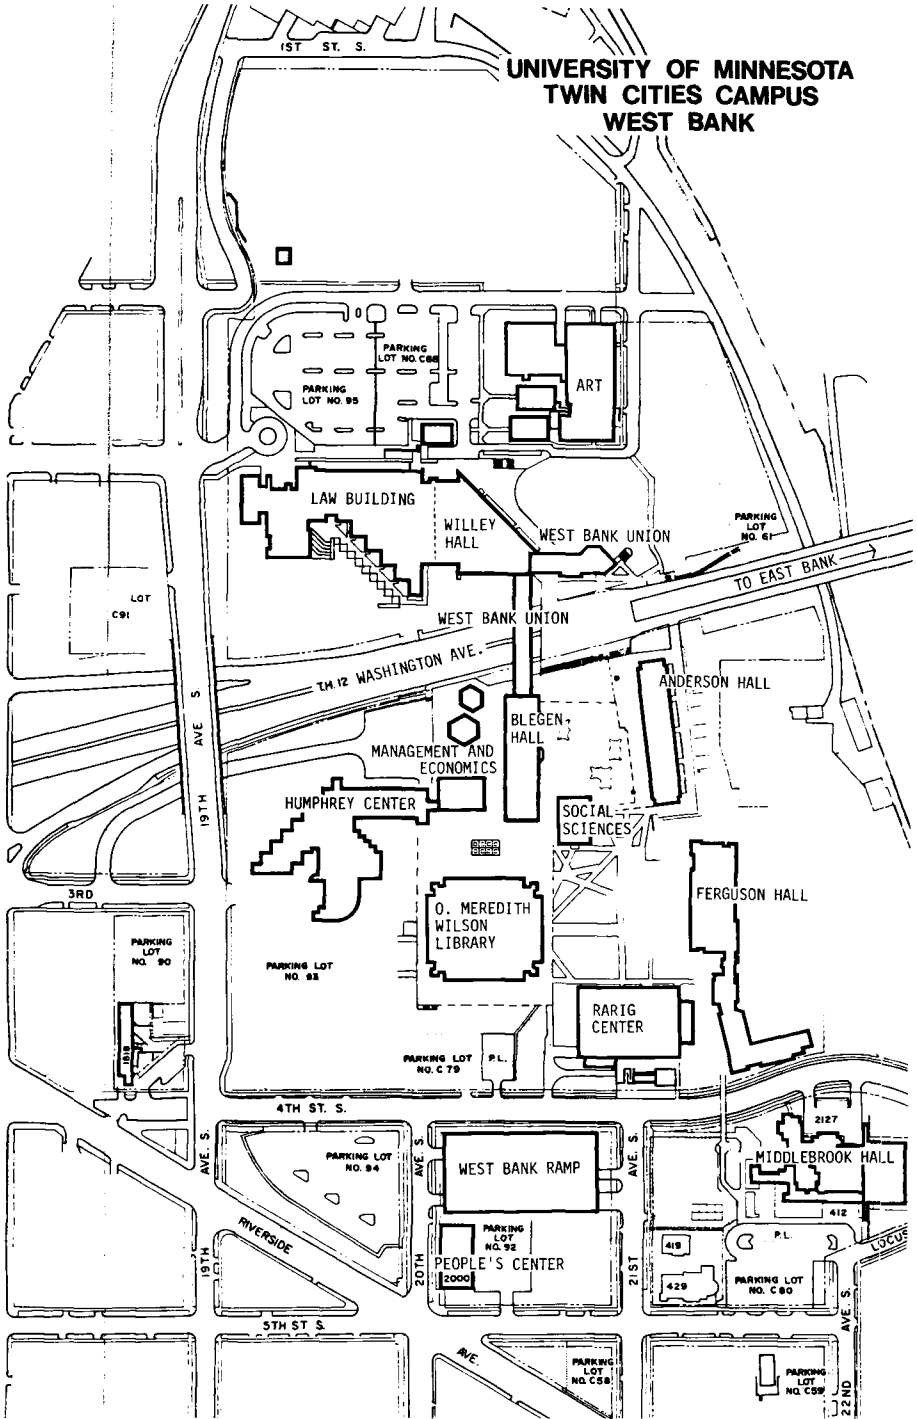 1ST ST. S.
UNIVERSITY OF MINNESOTA
TWIN CITIES CAMPUS
WEST BANK
PARKING
LOT NO. C86
PARKING
LOT NO. 95
ART
LAW BUILDING
WILLEY
HALL
WEST BANK UNION
PARKING
LOT
NO. 61
TO EAST BANK
LOT
C91
WEST BANK UNION
T.H. 12 WASHINGTON AVE.
ANDERSON HALL
BLEGEN
HALL
MANAGEMENT AND
ECONOMICS
19TH AVE S
HUMPHREY CENTER
SOCIAL
SCIENCES
3RD
FERGUSON HALL
O. MEREDITH
WILSON
LIBRARY
PARKING
LOT
NO. 90
PARKING LOT
NO. 93
RARIG
CENTER
1818
PARKING LOT
NO. C 79
P.L.
4TH ST. S.
2127
PARKING LOT
NO. 94
WEST BANK RAMP
MIDDLEBROOK HALL
412
19TH AVE. S.
20TH AVE. S.
21ST AVE. S.
RIVERSIDE
PARKING
LOT
NO. 92
P.L.
LOCUS
419
PEOPLE'S CENTER
2000
429
PARKING LOT
NO. C 80
5TH ST S.
AVE.
PARKING
LOT
NO. C58
PARKING
LOT
NO. C59
22ND AVE. S.